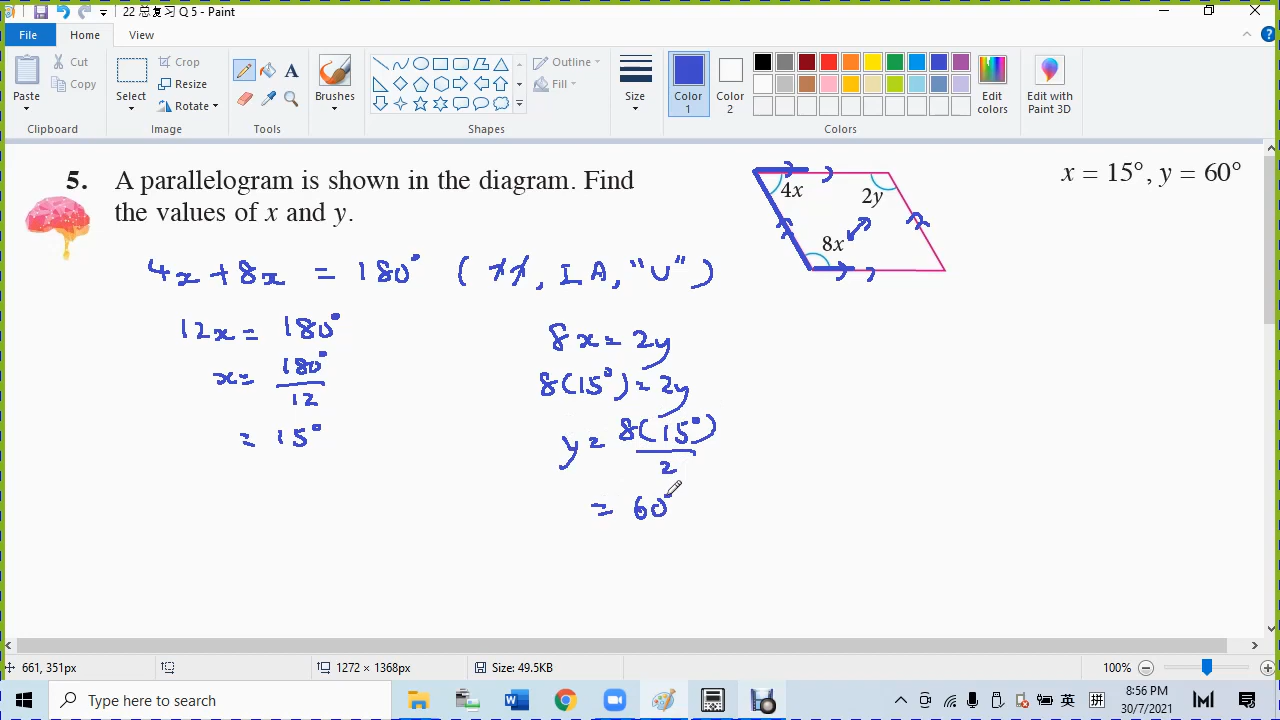 22 总复习 Q 5 - Paint
File Home View
Paste
Cut
Copy
Clipboard
Select
Crop
Resize
Rotate
Image
Tools
Brushes
Shapes
Outline
Fill
Size
Color 1
Color 2
Colors
Edit colors
Edit with Paint 3D
5. A parallelogram is shown in the diagram. Find
the values of x and y.
4x
2y
8x
x = 15°, y = 60°
4x + 8x = 180° ( //, IA, "U" )
12x = 180°
x = 180°
12
= 15°
8x = 2y
8(15°) = 2y
y = 8(15°)
2
= 60°
661, 351px
1272 × 1368px
Size: 49.5KB
100%
Type here to search
英
拼
8:56 PM
30/7/2021